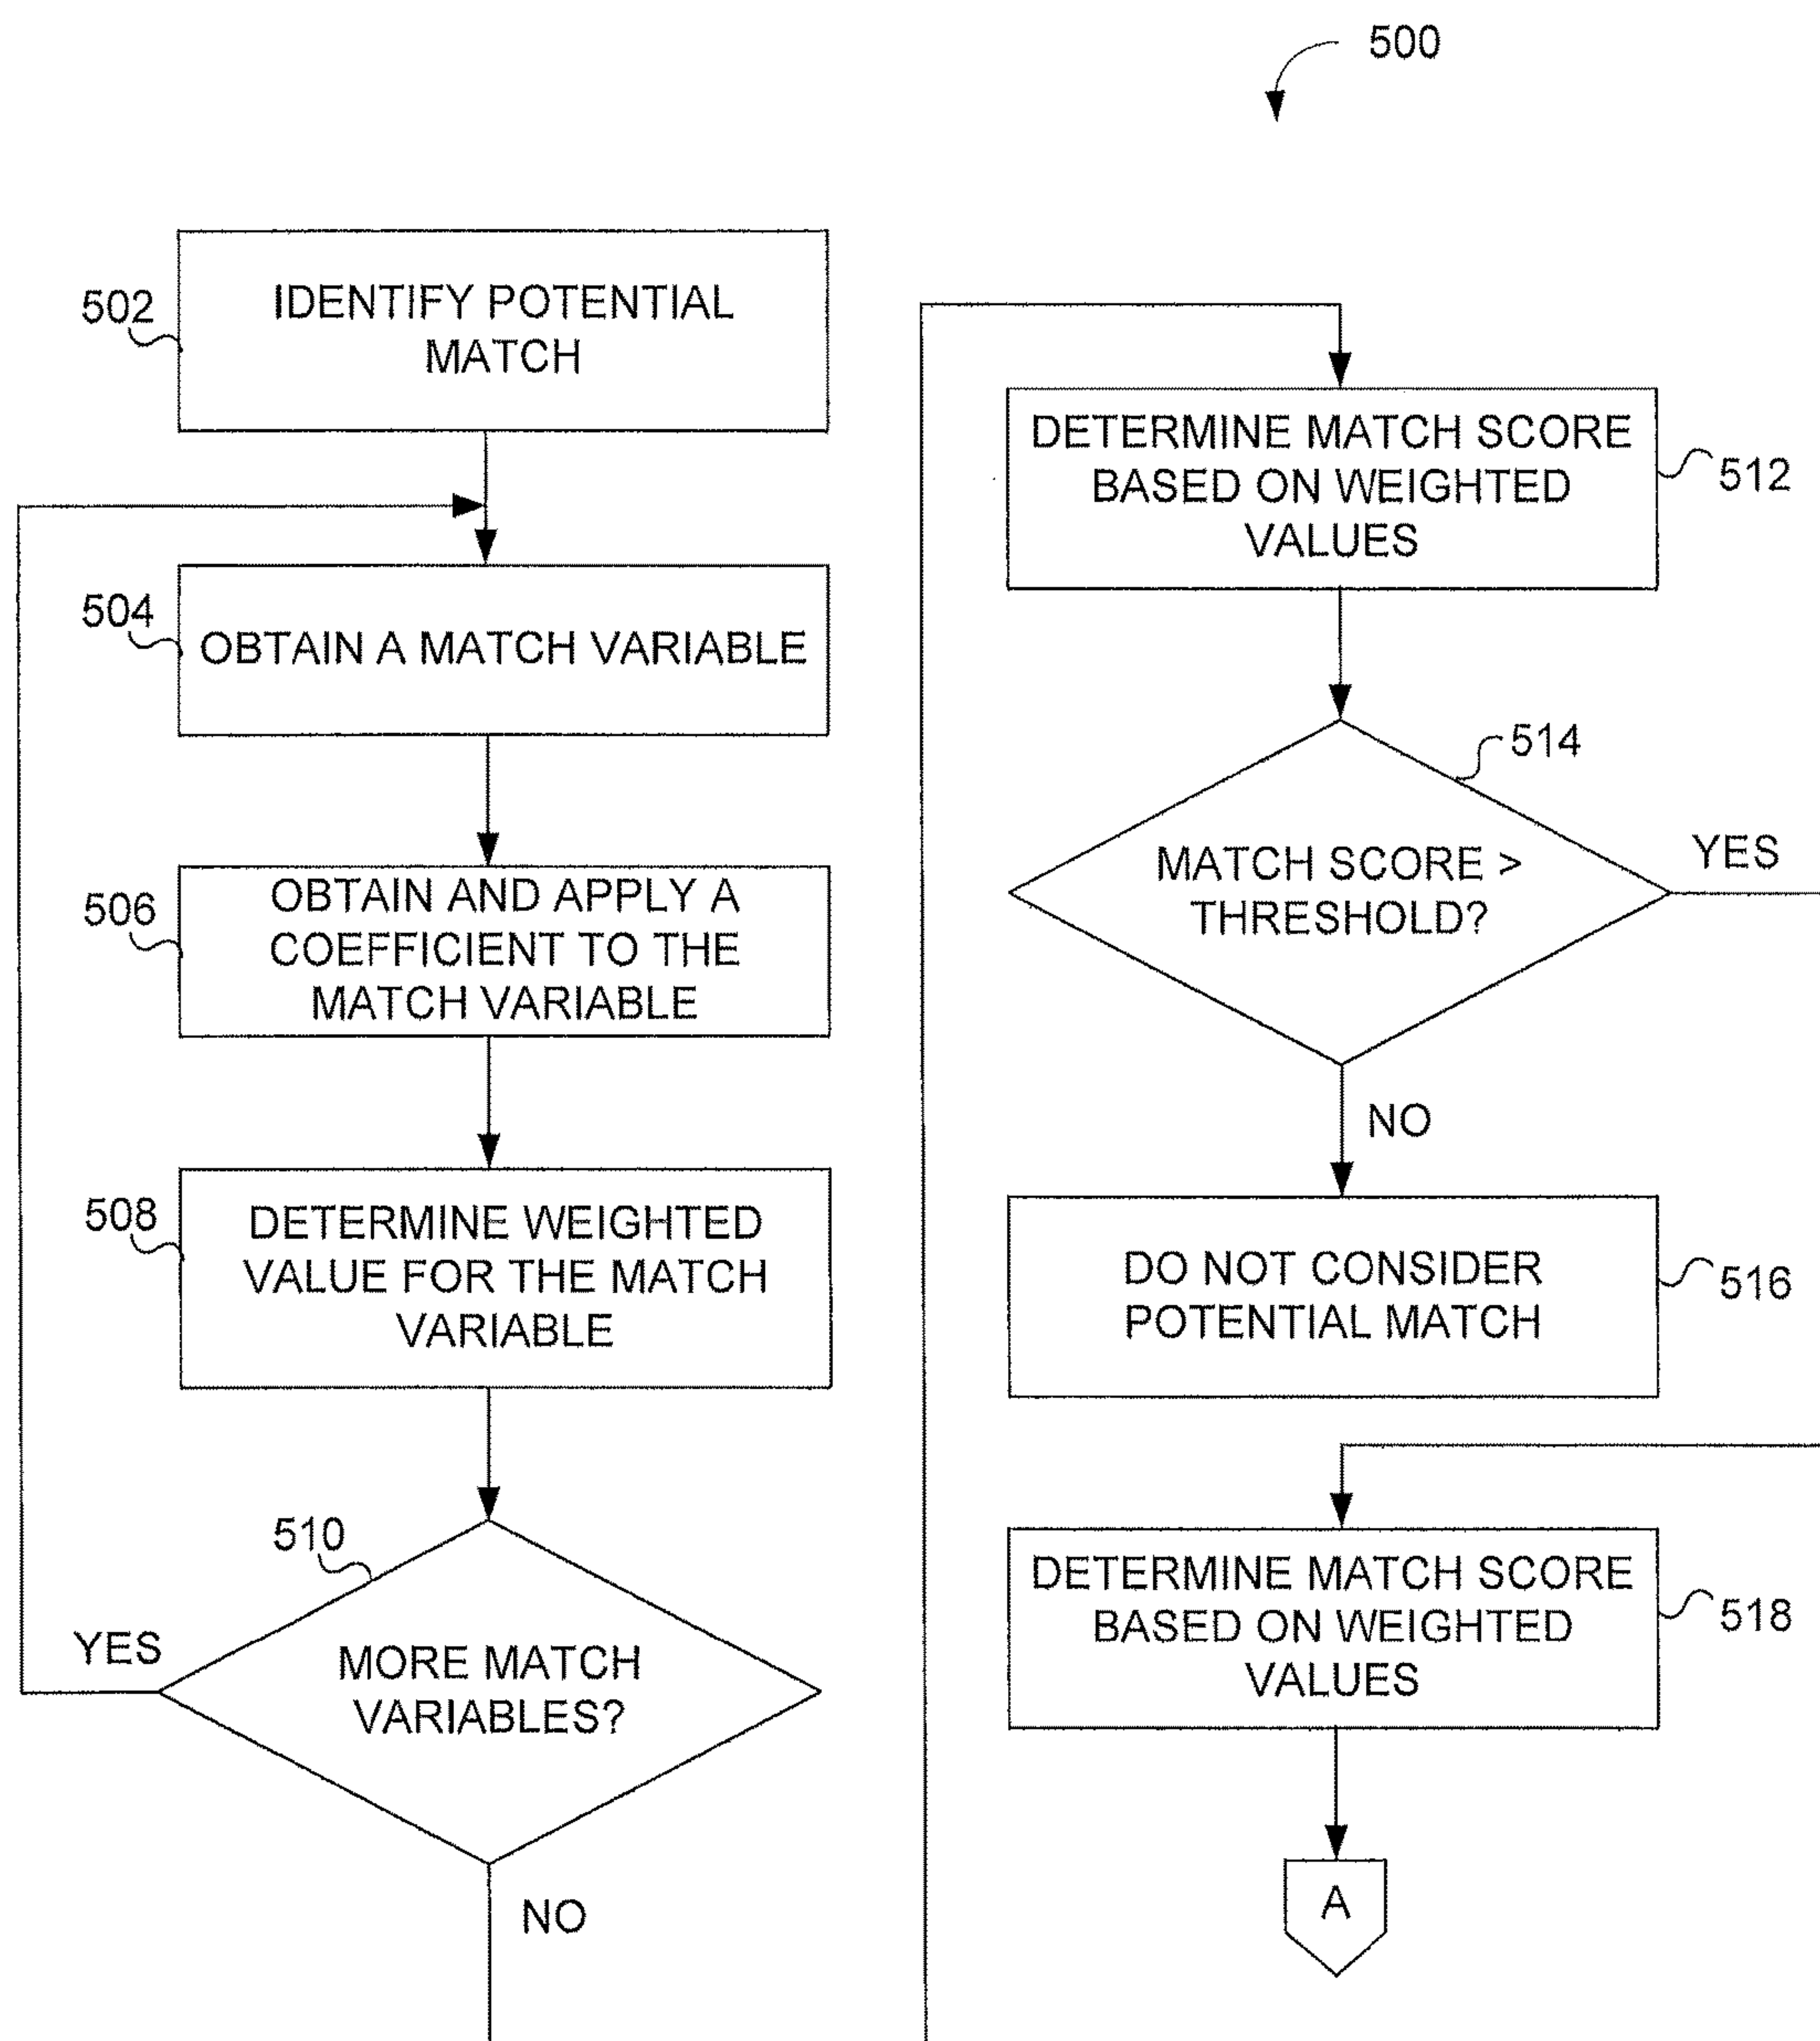 500
502
IDENTIFY POTENTIAL
MATCH
504
OBTAIN A MATCH VARIABLE
506
OBTAIN AND APPLY A
COEFFICIENT TO THE
MATCH VARIABLE
508
DETERMINE WEIGHTED
VALUE FOR THE MATCH
VARIABLE
510
MORE MATCH
VARIABLES?
YES
NO
DETERMINE MATCH SCORE
BASED ON WEIGHTED
VALUES
512
514
MATCH SCORE >
THRESHOLD?
YES
NO
DO NOT CONSIDER
POTENTIAL MATCH
516
DETERMINE MATCH SCORE
BASED ON WEIGHTED
VALUES
518
A